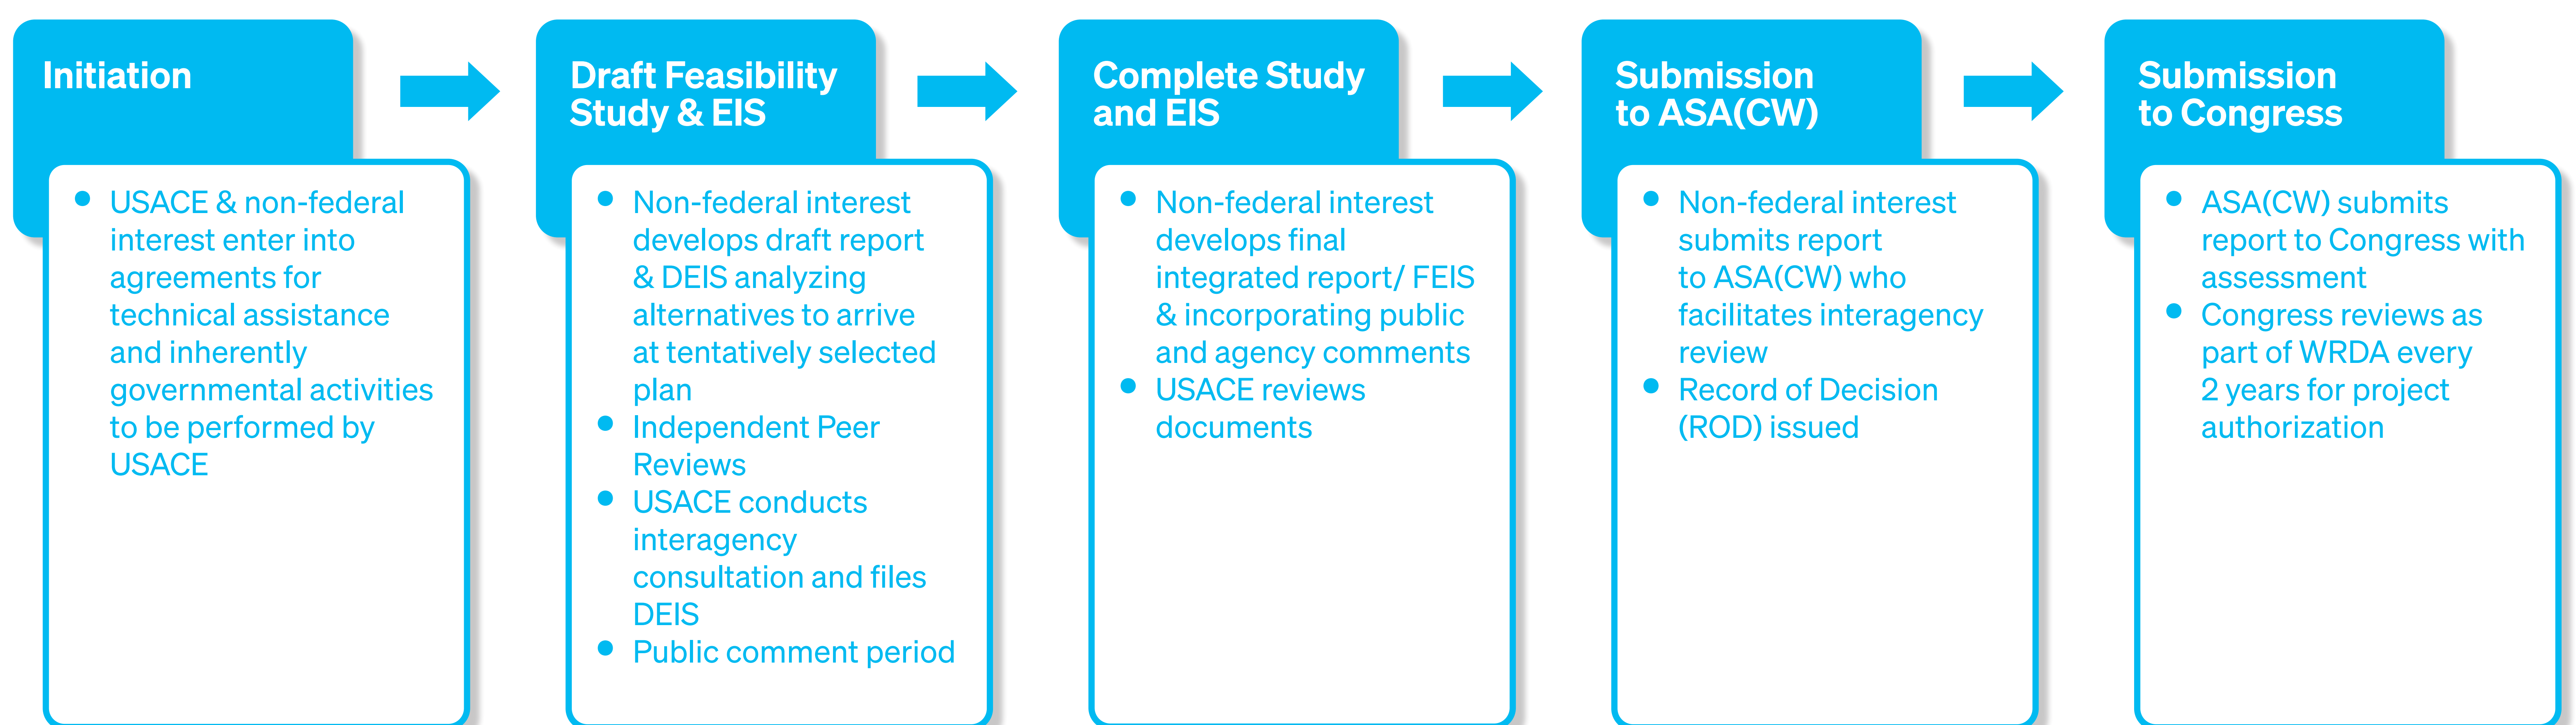 Initiation
• USACE & non-federal
interest enter into
agreements for
technical assistance
and inherently
governmental activities
to be performed by
USACE
Draft Feasibility
Study & EIS
• Non-federal interest
develops draft report
& DEIS analyzing
alternatives to arrive
at tentatively selected
plan
• Independent Peer
Reviews
• USACE conducts
interagency
consultation and files
DEIS
• Public comment period
Complete Study
and EIS
• Non-federal interest
develops final
integrated report/ FEIS
& incorporating public
and agency comments
• USACE reviews
documents
Submission
to ASA(CW)
• Non-federal interest
submits report
to ASA(CW) who
facilitates interagency
review
• Record of Decision
(ROD) issued
Submission
to Congress
• ASA(CW) submits
report to Congress with
assessment
• Congress reviews as
part of WRDA every
2 years for project
authorization